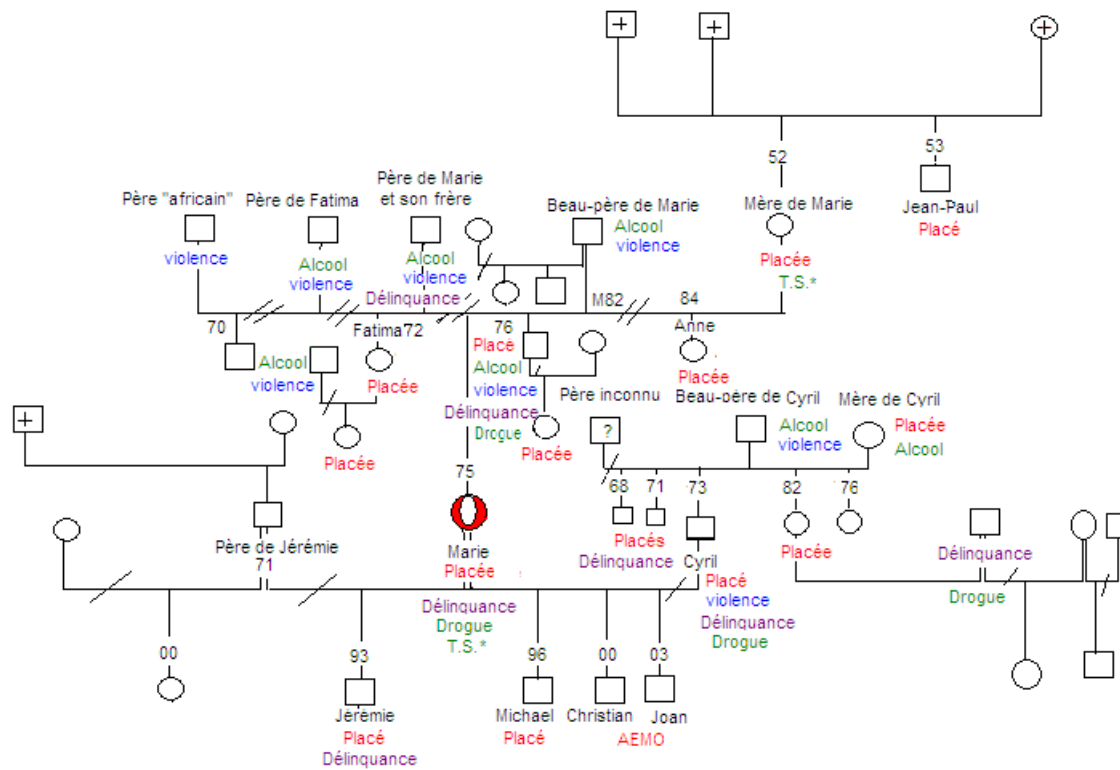 52
53
Père "africain"
Père de Fatima
Père de Marie
et son frère
Beau-père de Marie
Mère de Marie
Jean-Paul
Placé
violence
Alcool
violence
Alcool
violence
Délinquance
Alcool
violence
Placée
T.S.*
70
Fatima72
76
M82
84
Anne
Placé
Alcool
violence
Délinquance
Drogue
Alcool
violence
Placée
Placée
Placée
Placée
Père inconnu
Beau-père de Cyril
Mère de Cyril
?
Alcool
violence
Placée
Alcool
75
68
71
73
82
76
Père de Jérémie
71
Marie
Placée
Délinquance
Drogue
T.S.*
Placés
Délinquance
Cyril
Placé
violence
Délinquance
Drogue
Placée
Délinquance
Drogue
00
93
96
00
03
Jérémie
Placé
Délinquance
Michael
Placé
Christian
Joan
AEMO